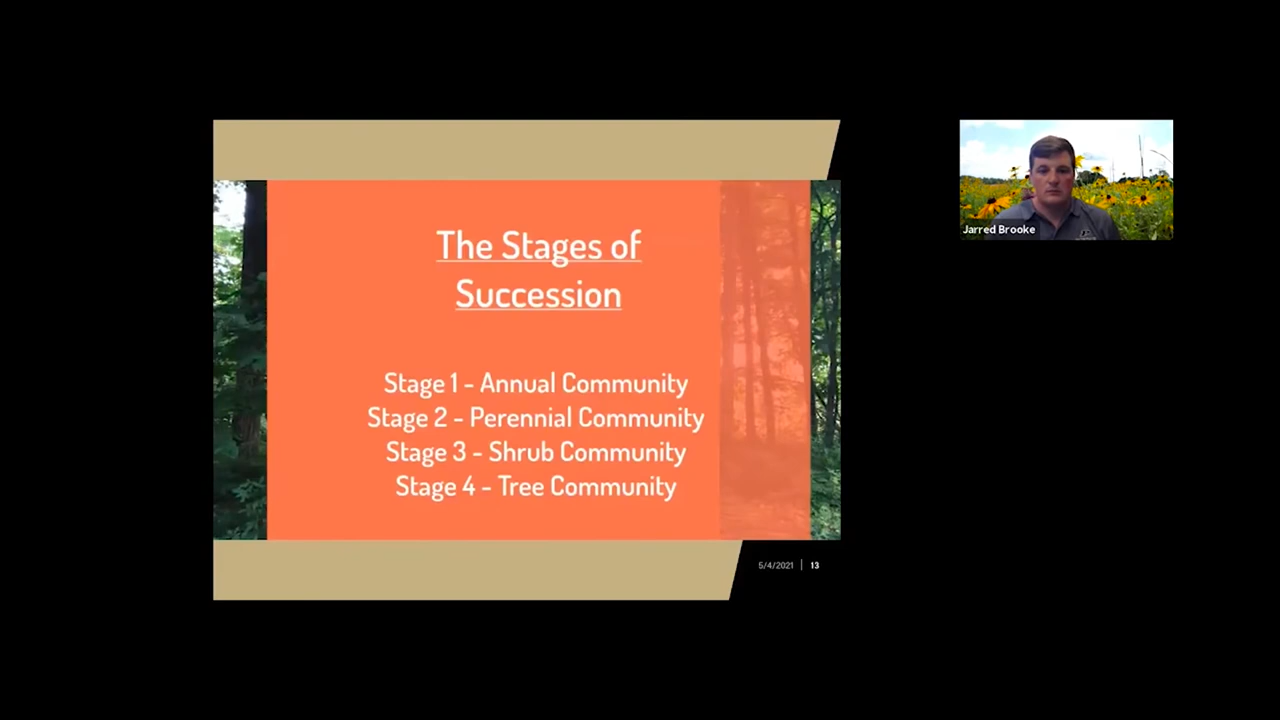 The Stages of
Succession
Stage 1 - Annual Community
Stage 2 - Perennial Community
Stage 3 - Shrub Community
Stage 4 - Tree Community
5/4/2021 | 13
Jarred Brooke